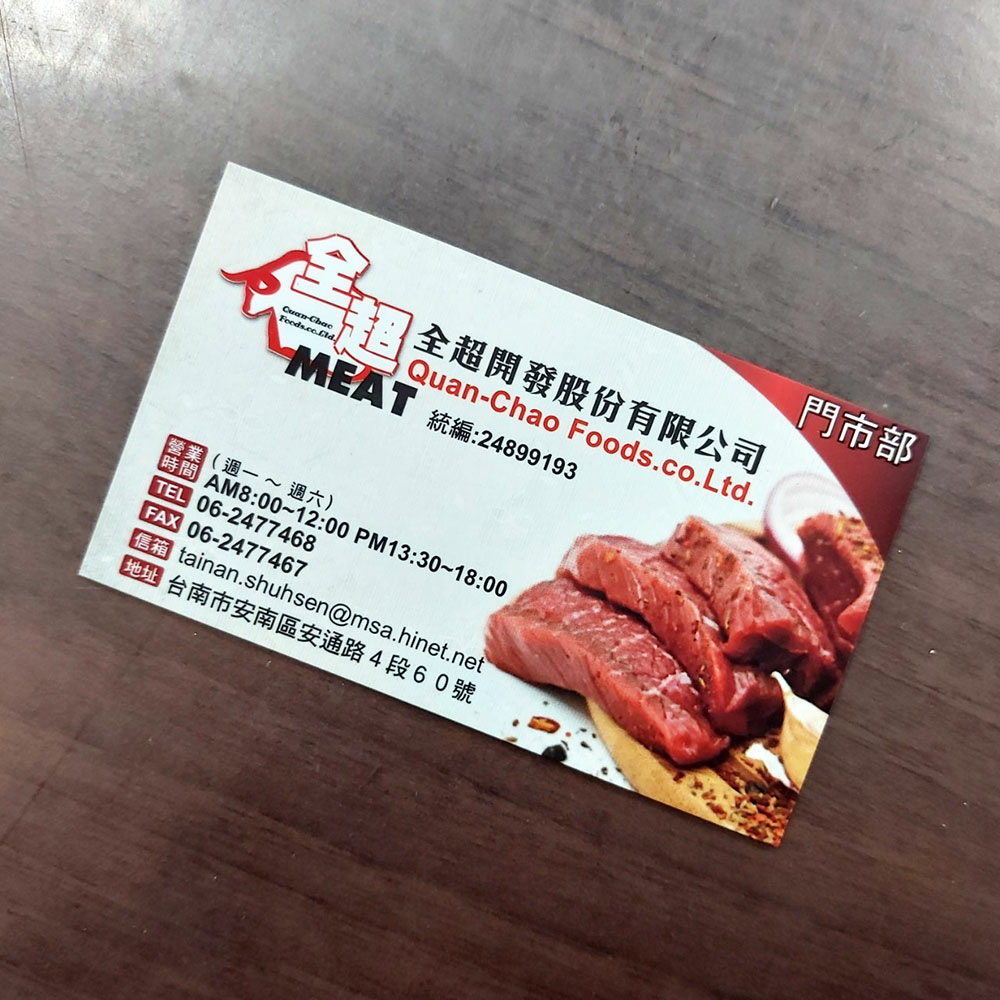 全超
Quan-Chao
Foods.co.Ltd.
MEAT
全超開發股份有限公司
Quan-Chao Foods.co.Ltd.
統編:24899193
門市部
營業時間 (週一～週六)
AM8:00~12:00 PM13:30~18:00
TEL 06-2477468
FAX 06-2477467
信箱 tainan.shuhsen@msa.hinet.net
地址 台南市安南區安通路4段60號